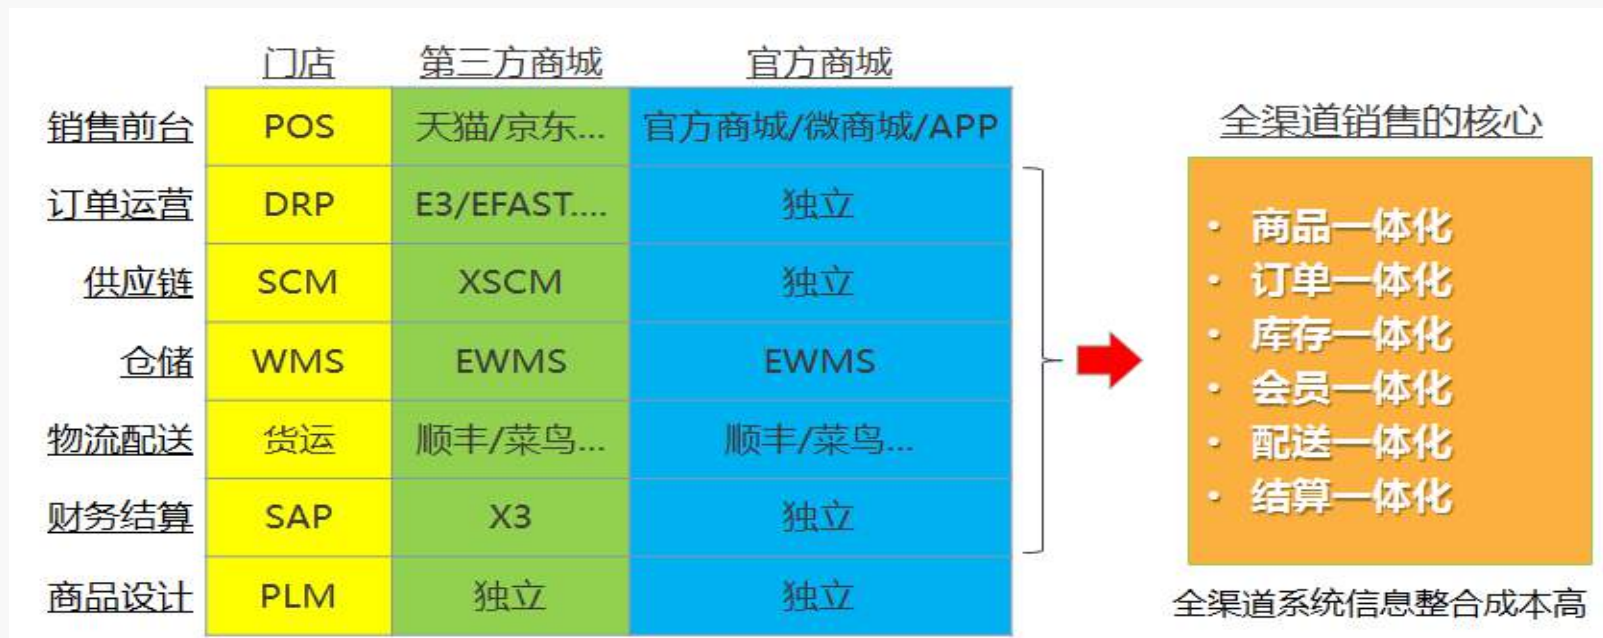 门店 第三方商城 官方商城
销售前台 POS 天猫/京东... 官方商城/微商城/APP
订单运营 DRP E3/EFAST.... 独立
供应链 SCM XSCM 独立
仓储 WMS EWMS EWMS
物流配送 货运 顺丰/菜鸟... 顺丰/菜鸟...
财务结算 SAP X3 独立
商品设计 PLM 独立 独立
全渠道销售的核心
• 商品一体化
• 订单一体化
• 库存一体化
• 会员一体化
• 配送一体化
• 结算一体化
全渠道系统信息整合成本高